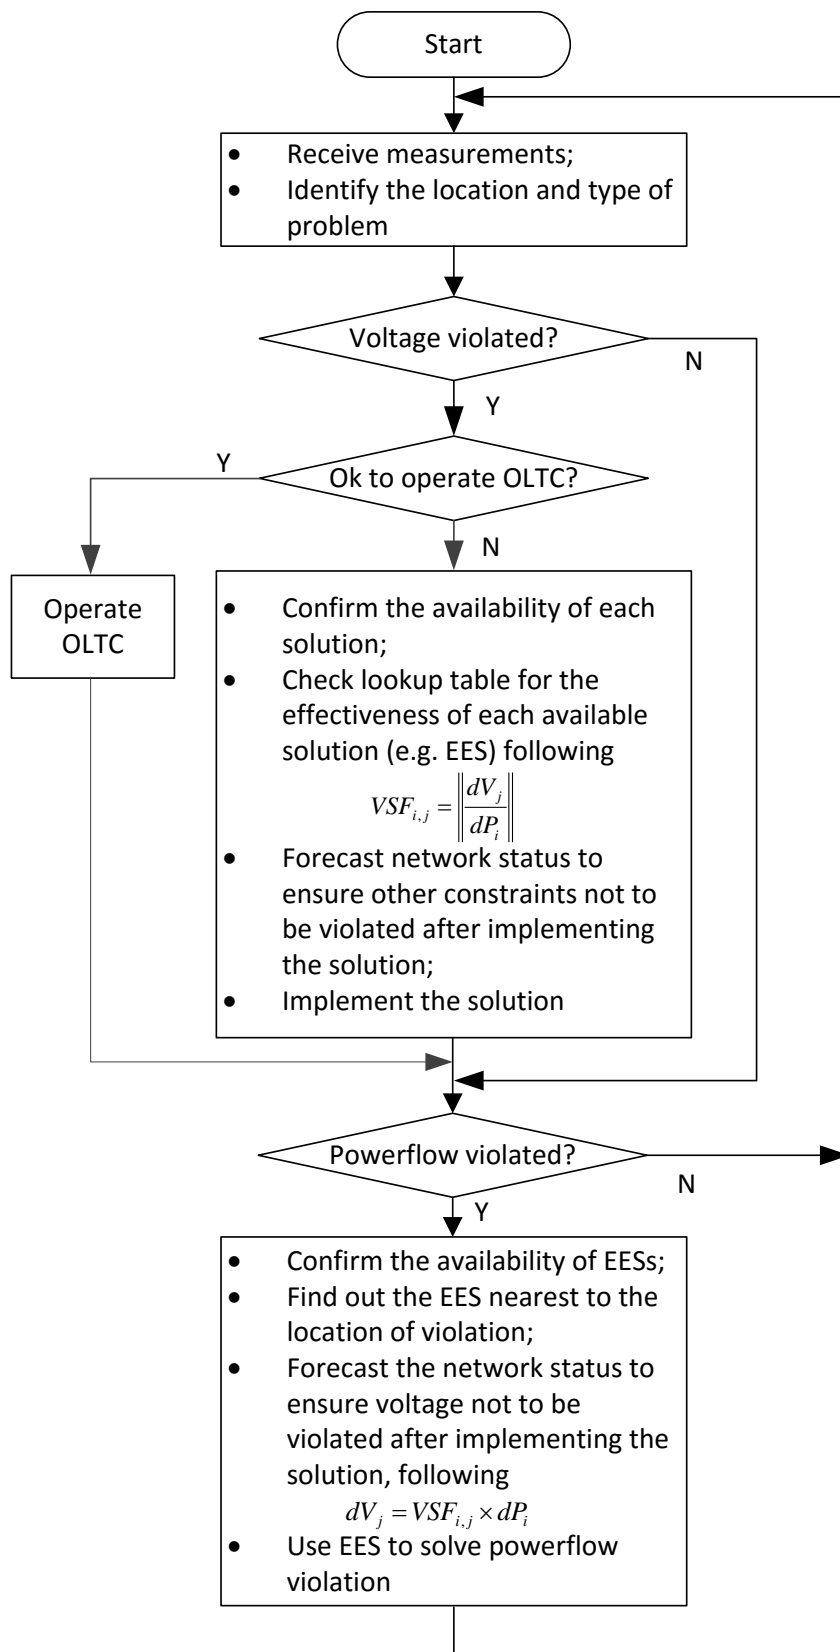 Start
• Receive measurements;
• Identify the location and type of
problem
Voltage violated?
N
Y
Ok to operate OLTC?
Y
N
Operate
OLTC
• Confirm the availability of each
solution;
• Check lookup table for the
effectiveness of each available
solution (e.g. EES) following
VSF_{i,j} = ‖dV_j / dP_i‖
• Forecast network status to
ensure other constraints not to
be violated after implementing
the solution;
• Implement the solution
Powerflow violated?
N
Y
• Confirm the availability of EESs;
• Find out the EES nearest to the
location of violation;
• Forecast the network status to
ensure voltage not to be
violated after implementing the
solution, following
dV_j = VSF_{i,j} × dP_i
• Use EES to solve powerflow
violation